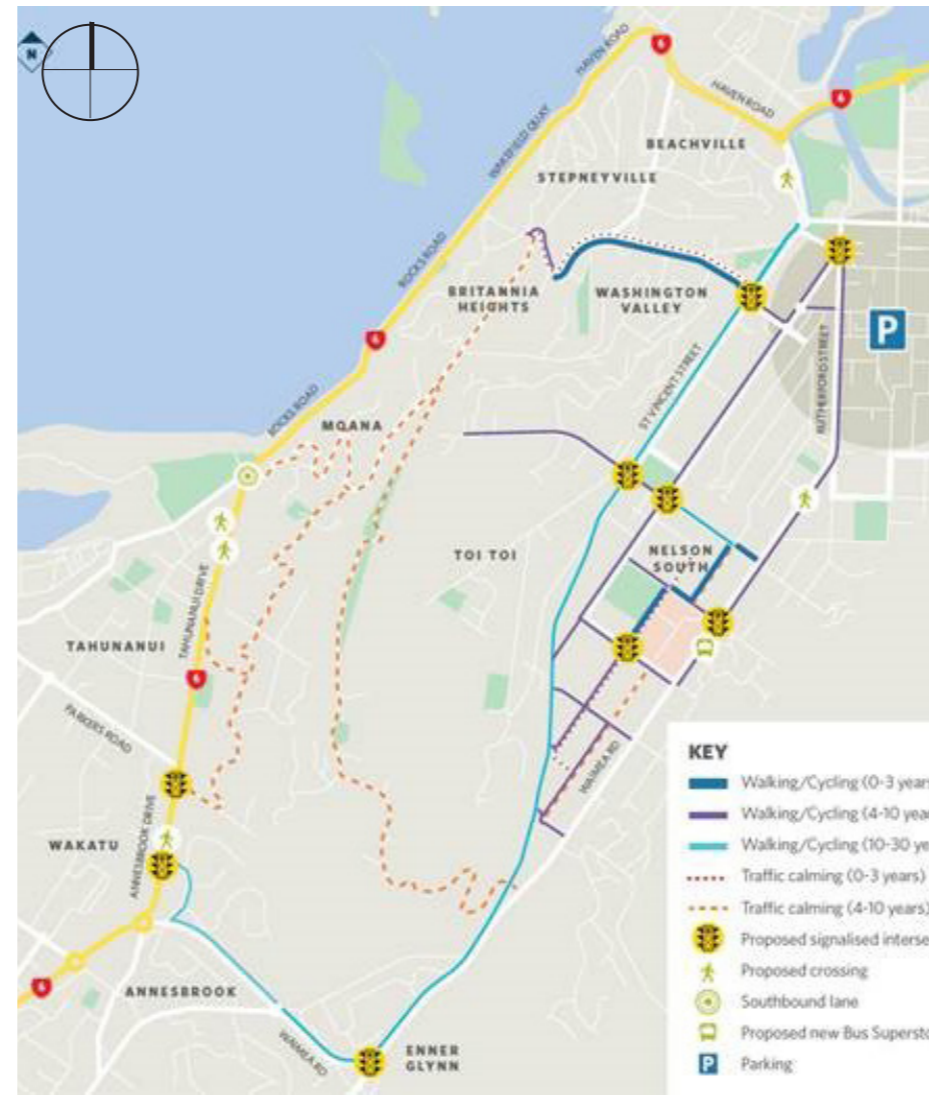 N
6
HAVEN ROAD
6
HAVEN ROAD
BEACHVILLE
WAKEFIELD QUAY
STEPNEYVILLE
ROCKS ROAD
BRITANNIA
HEIGHTS
WASHINGTON
VALLEY
P
6
ST VINCENT STREET
RUTHERFORD STREET
ROCKS ROAD
MOANA
TOI TOI
NELSON
SOUTH
TAHUNANUI DRIVE
TAHUNANUI
6
PARKERS ROAD
WAIMEA RD
WAKATU
ANNESBROOK DRIVE
ANNESBROOK
6
WAIMEA RD
ENNER
GLYNN
KEY
Walking/Cycling (0-3 years
Walking/Cycling (4-10 yea
Walking/Cycling (10-30 ye
Traffic calming (0-3 years)
Traffic calming (4-10 years)
Proposed signalised interse
Proposed crossing
Southbound lane
Proposed new Bus Supersto
P Parking